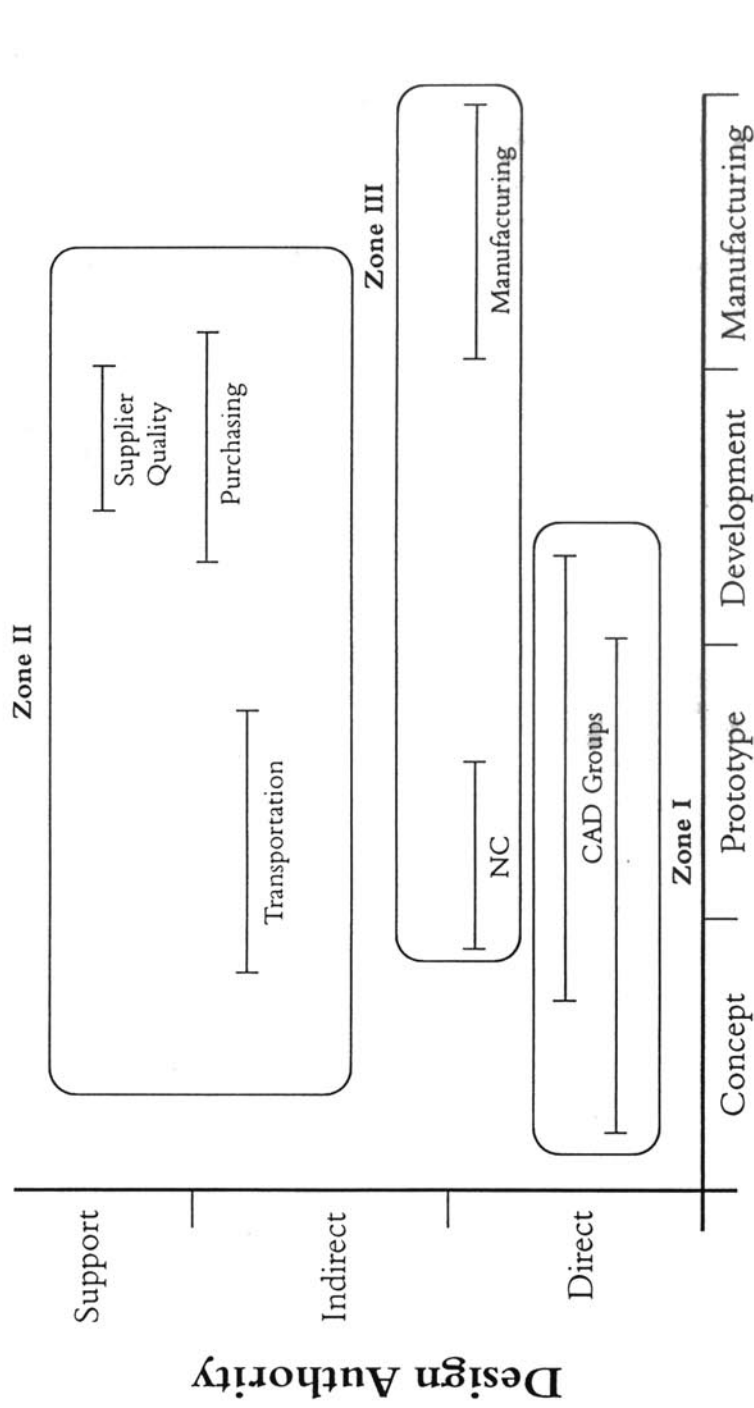 Zone II
Supplier
Quality
Purchasing
Transportation
Zone III
Manufacturing
NC
CAD Groups
Zone I
Support
Indirect
Direct
Design Authority
Concept
Prototype
Development
Manufacturing